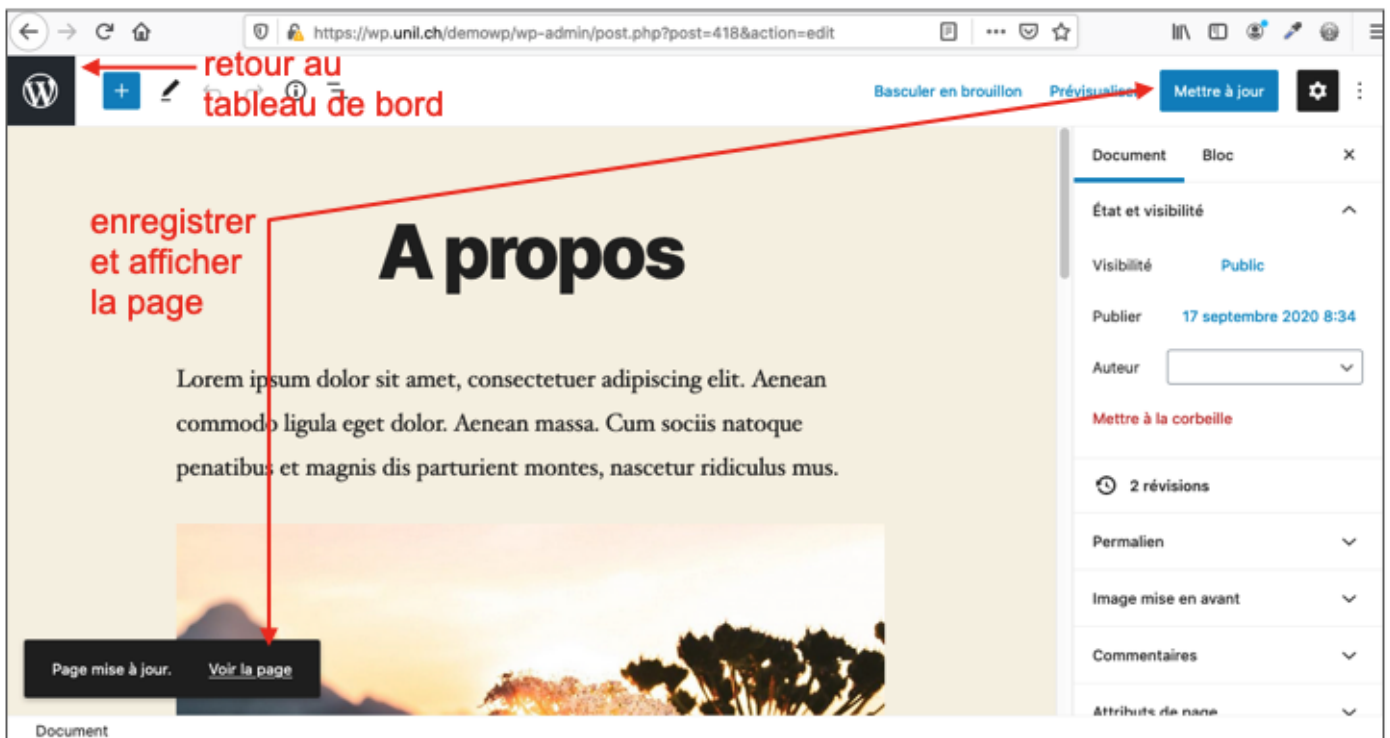 https://wp.unil.ch/demowp/wp-admin/post.php?post=418&action=edit
retour au
tableau de bord
Basculer en brouillon
Prévisualiser
Mettre à jour
enregistrer
et afficher
la page
A propos
Lorem ipsum dolor sit amet, consectetuer adipiscing elit. Aenean
commodo ligula eget dolor. Aenean massa. Cum sociis natoque
penatibus et magnis dis parturient montes, nascetur ridiculus mus.
Page mise à jour. Voir la page
Document
Document Bloc
État et visibilité
Visibilité Public
Publier 17 septembre 2020 8:34
Auteur
Mettre à la corbeille
2 révisions
Permalien
Image mise en avant
Commentaires
Attributs de page